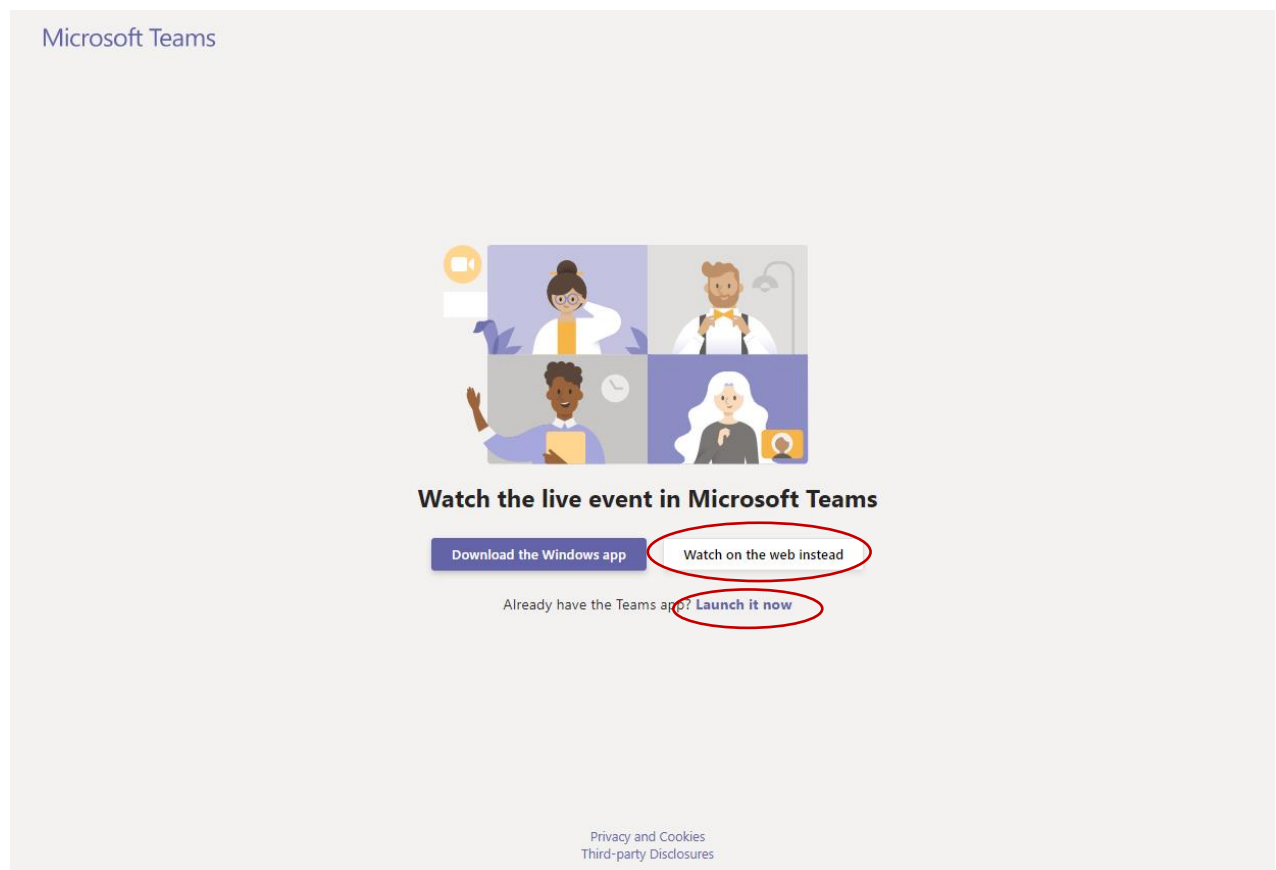 Microsoft Teams
Watch the live event in Microsoft Teams
Download the Windows app Watch on the web instead
Already have the Teams app? Launch it now
Privacy and Cookies
Third-party Disclosures